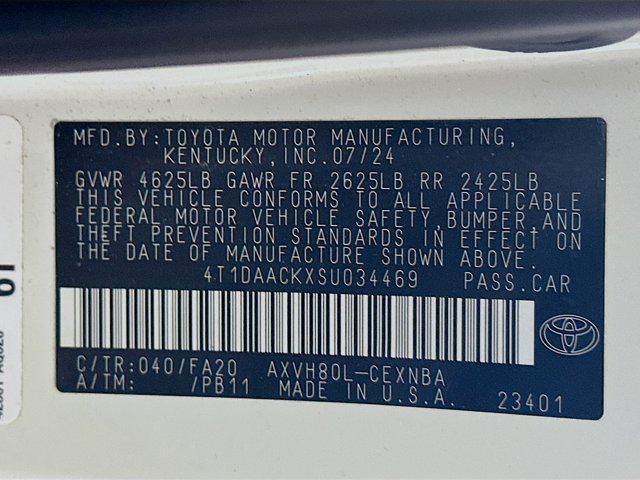 MFD.BY:TOYOTA MOTOR MANUFACTURING,
KENTUCKY,INC.07/24
GVWR 4625LB GAWR FR 2625LB RR 2425LB
THIS VEHICLE CONFORMS TO ALL APPLICABLE
FEDERAL MOTOR VEHICLE SAFETY,BUMPER,AND
THEFT PREVENTION STANDARDS IN EFFECT ON
THE DATE OF MANUFACTURE SHOWN ABOVE.
4T1DAACKXSU034469 PASS.CAR
C/TR:040/FA20 AXVH80L-CEXNBA
A/TM: /PB11 MADE IN U.S.A. 23401